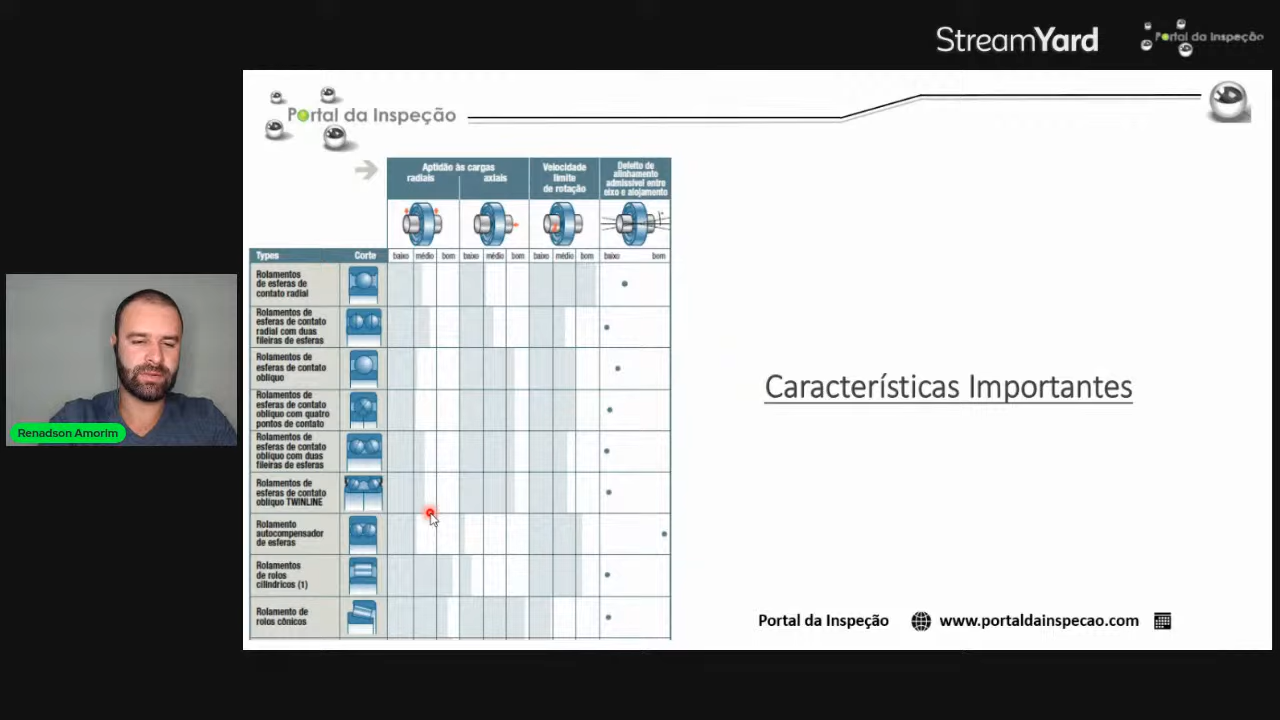 StreamYard
Portal da Inspeção
Portal da Inspeção
Aptidão às cargas
radiais
axiais
Velocidade
limite
de rotação
Defeito de
alinhamento
admissível entre
eixo e alojamento
Types
Corte
baixo
médio
bom
baixo
médio
bom
baixo
médio
bom
baixo
bom
Rolamentos
de esferas de
contato radial
Rolamentos de
esferas de contato
radial com duas
fileiras de esferas
Rolamentos de
esferas de contato
oblíquo
Rolamentos de
esferas de contato
oblíquo com quatro
pontos de contato
Rolamentos de
esferas de contato
oblíquo com duas
fileiras de esferas
Rolamentos de
esferas de contato
oblíquo TWINLINE
Rolamento
autocompensador
de esferas
Rolamentos
de rolos
cilíndricos (1)
Rolamento de
rolos cônicos
Características Importantes
Renadson Amorim
Portal da Inspeção
www.portaldainspecao.com